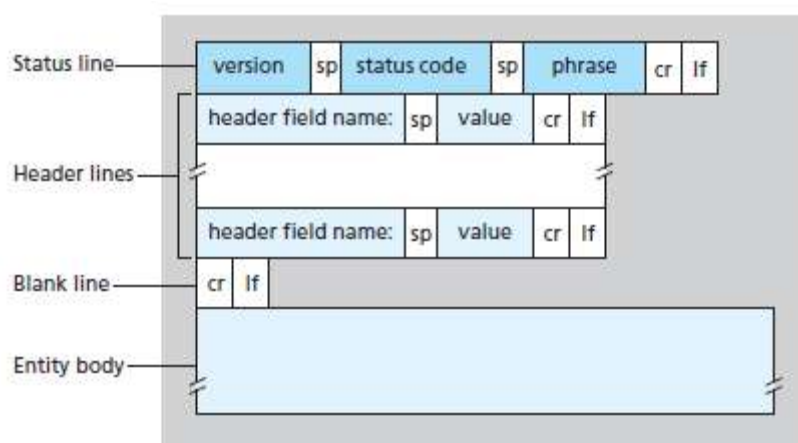 Status line version sp status code sp phrase cr lf
header field name: sp value cr lf
Header lines
header field name: sp value cr lf
Blank line cr lf
Entity body